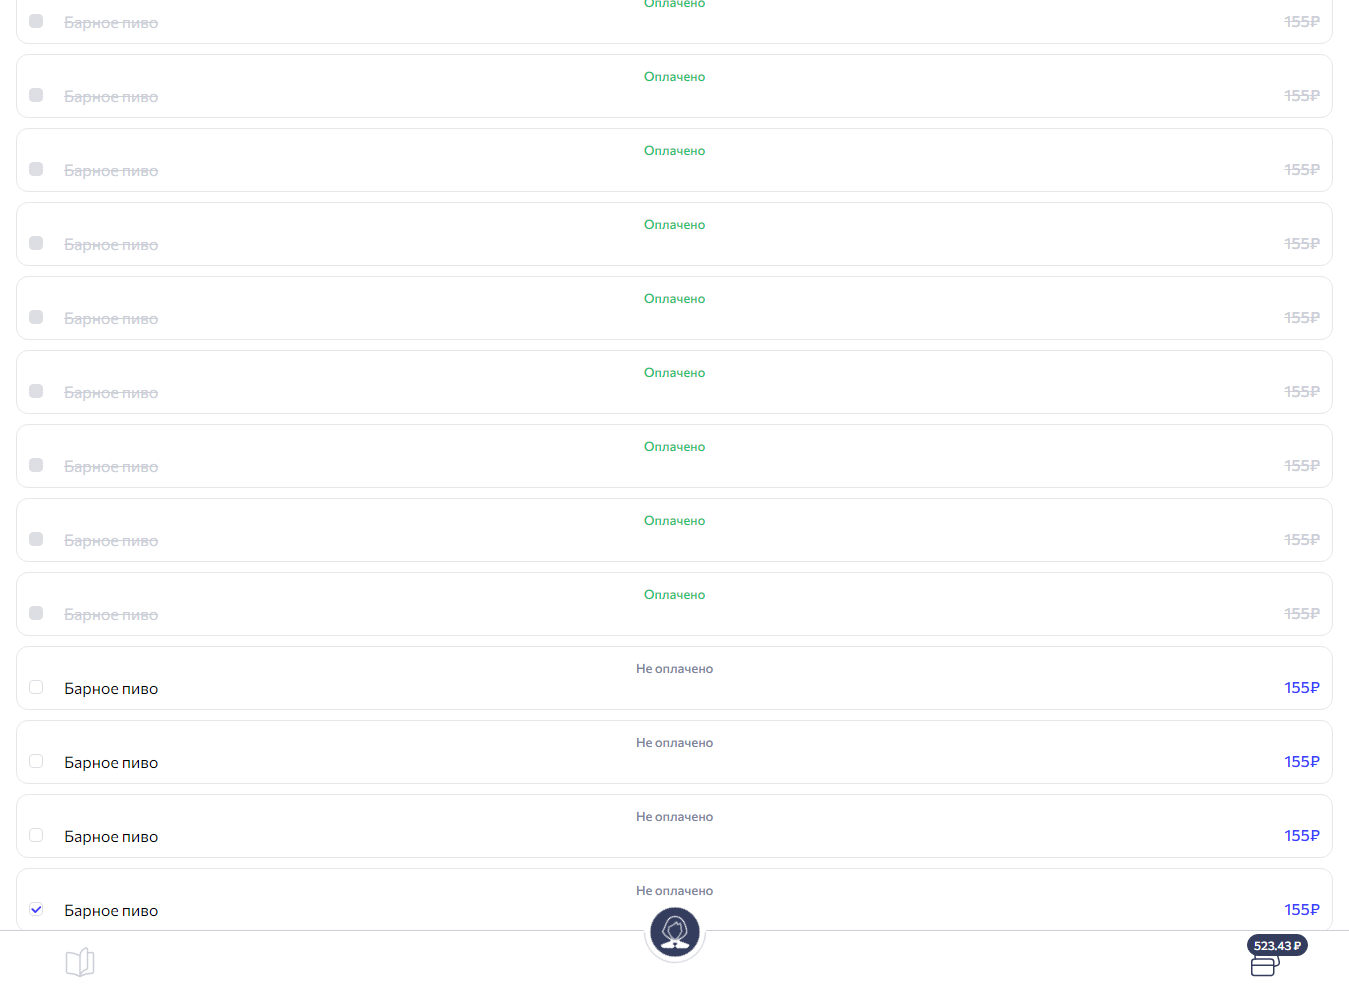 Оплачено
Барное пиво 155₽
Оплачено
Барное пиво 155₽
Оплачено
Барное пиво 155₽
Оплачено
Барное пиво 155₽
Оплачено
Барное пиво 155₽
Оплачено
Барное пиво 155₽
Оплачено
Барное пиво 155₽
Оплачено
Барное пиво 155₽
Оплачено
Барное пиво 155₽
Не оплачено
Барное пиво 155₽
Не оплачено
Барное пиво 155₽
Не оплачено
Барное пиво 155₽
Не оплачено
Барное пиво 155₽
523.43 ₽